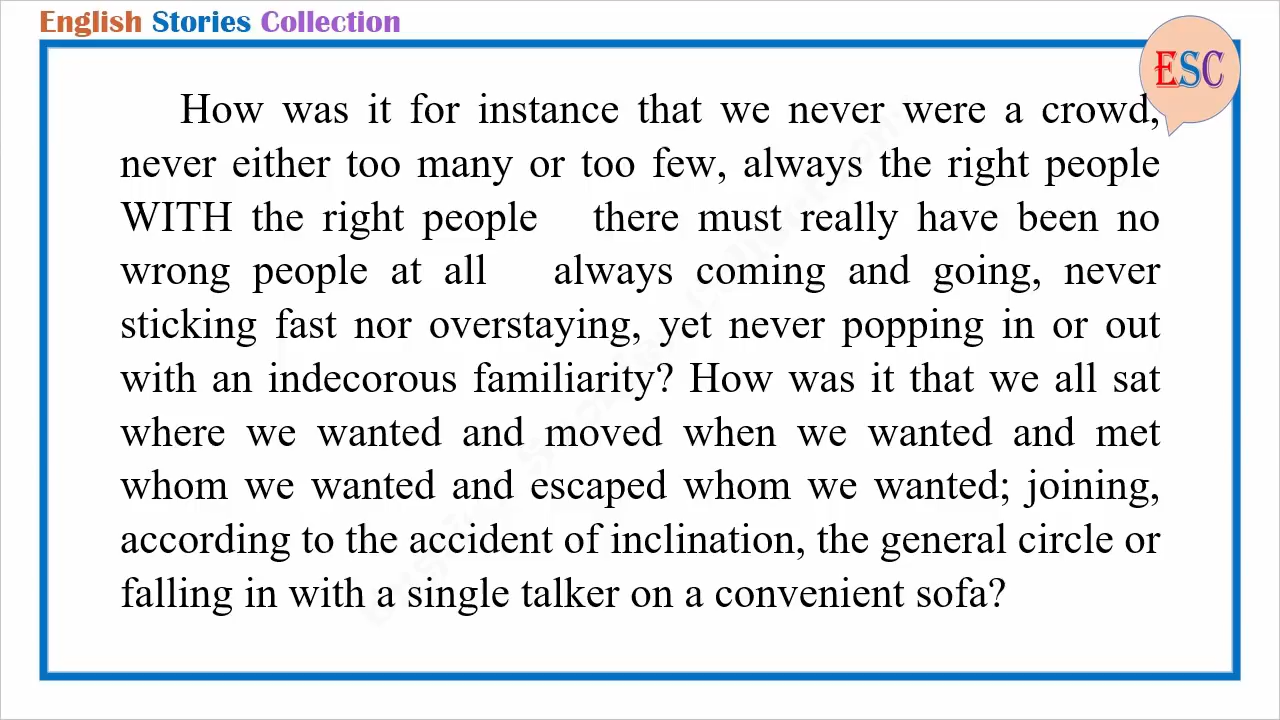 English Stories Collection
ESC
How was it for instance that we never were a crowd,
never either too many or too few, always the right people
WITH the right people there must really have been no
wrong people at all always coming and going, never
sticking fast nor overstaying, yet never popping in or out
with an indecorous familiarity? How was it that we all sat
where we wanted and moved when we wanted and met
whom we wanted and escaped whom we wanted; joining,
according to the accident of inclination, the general circle or
falling in with a single talker on a convenient sofa?